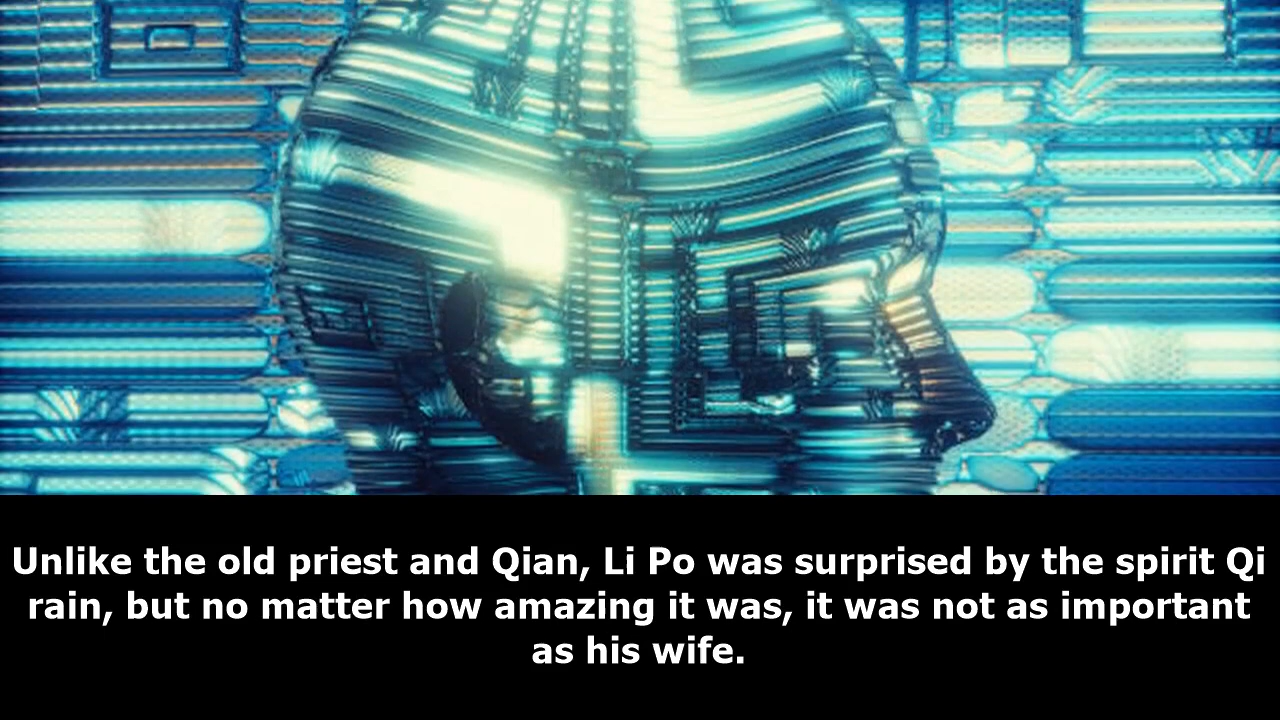 Unlike the old priest and Qian, Li Po was surprised by the spirit Qi
rain, but no matter how amazing it was, it was not as important
as his wife.